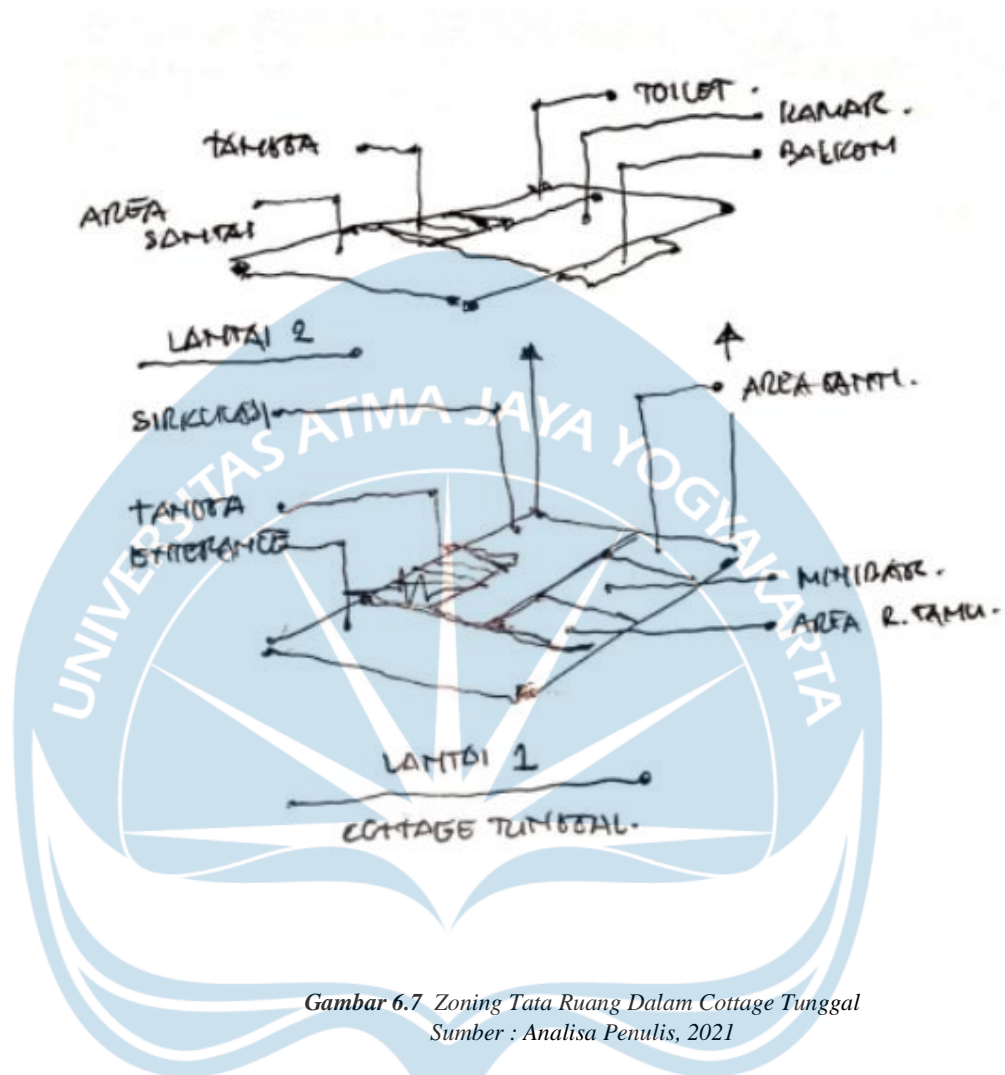 TOILET.
KAMAR.
TANGGA
BALKON
AREA
SANTAI
LANTAI 2
AREA SANTAI.
SIRKULASI
TANGGA
ENTERANCE
MINIBAR.
AREA R. TAMU.
LANTAI 1
COTTAGE TUNGGAL.
UNIVERSITAS ATMA JAYA YOGYAKARTA
Gambar 6.7 Zoning Tata Ruang Dalam Cottage Tunggal
Sumber : Analisa Penulis, 2021